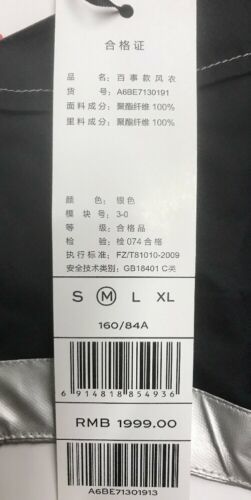 合格证
品　　名：百事款风衣
货　　号：A6BE7130191
面料成分：聚酯纤维 100%
里料成分：聚酯纤维 100%
颜　　色：银色
模 块 号：3-0
等　　级：合格品
检　　验：检 074 合格
执行标准：FZ/T81010-2009
安全技术类别：GB18401 C类
S M L XL
160/84A
6 914818 854936
RMB 1999.00
A6BE71301913